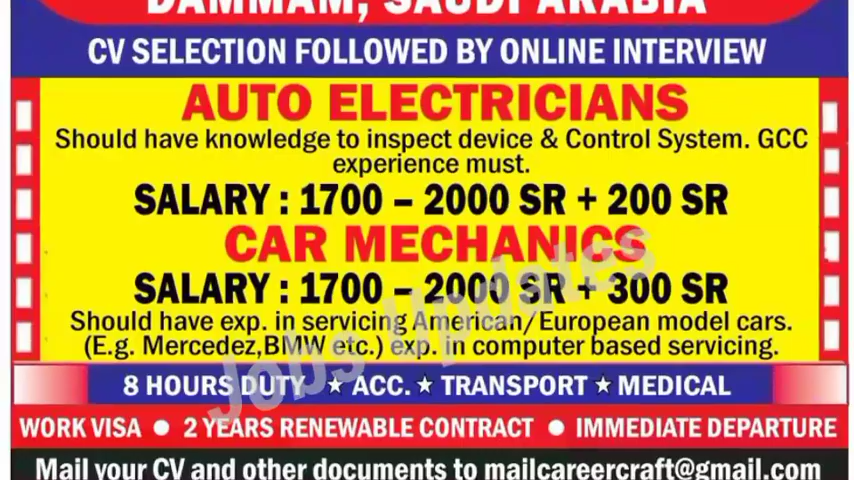 DAMMAM, SAUDI ARABIA
CV SELECTION FOLLOWED BY ONLINE INTERVIEW
AUTO ELECTRICIANS
Should have knowledge to inspect device & Control System. GCC
experience must.
SALARY : 1700 – 2000 SR + 200 SR
CAR MECHANICS
SALARY : 1700 – 2000 SR + 300 SR
Should have exp. in servicing American/European model cars.
(E.g. Mercedez,BMW etc.) exp. in computer based servicing.
Jobs Updates
8 HOURS DUTY ★ ACC. ★ TRANSPORT ★ MEDICAL
WORK VISA ● 2 YEARS RENEWABLE CONTRACT ● IMMEDIATE DEPARTURE
Mail your CV and other documents to mailcareercraft@gmail.com